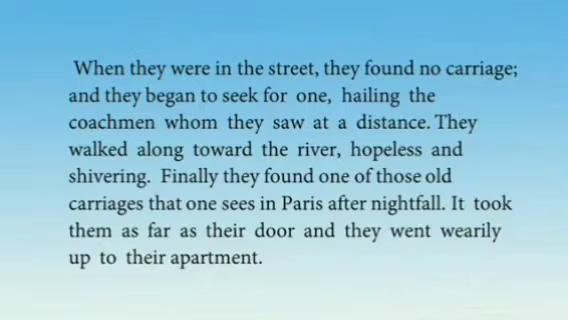 When they were in the street, they found no carriage;
and they began to seek for one, hailing the
coachmen whom they saw at a distance. They
walked along toward the river, hopeless and
shivering. Finally they found one of those old
carriages that one sees in Paris after nightfall. It took
them as far as their door and they went wearily
up to their apartment.